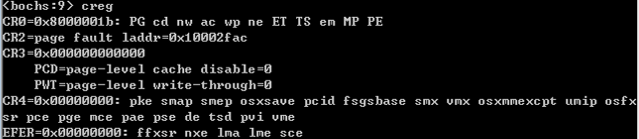 <bochs:9> creg
CR0=0x8000001b: PG cd nw ac wp ne ET TS em MP PE
CR2=page fault laddr=0x10002fac
CR3=0x000000000000
PCD=page-level cache disable=0
PWT=page-level write-through=0
CR4=0x00000000: pke smap smep osxsave pcid fsgsbase smx vmx osxmmexcpt umip osfx
sr pce pge mce pae pse de tsd pvi vme
EFER=0x00000000: ffxsr nxe lma lme sce